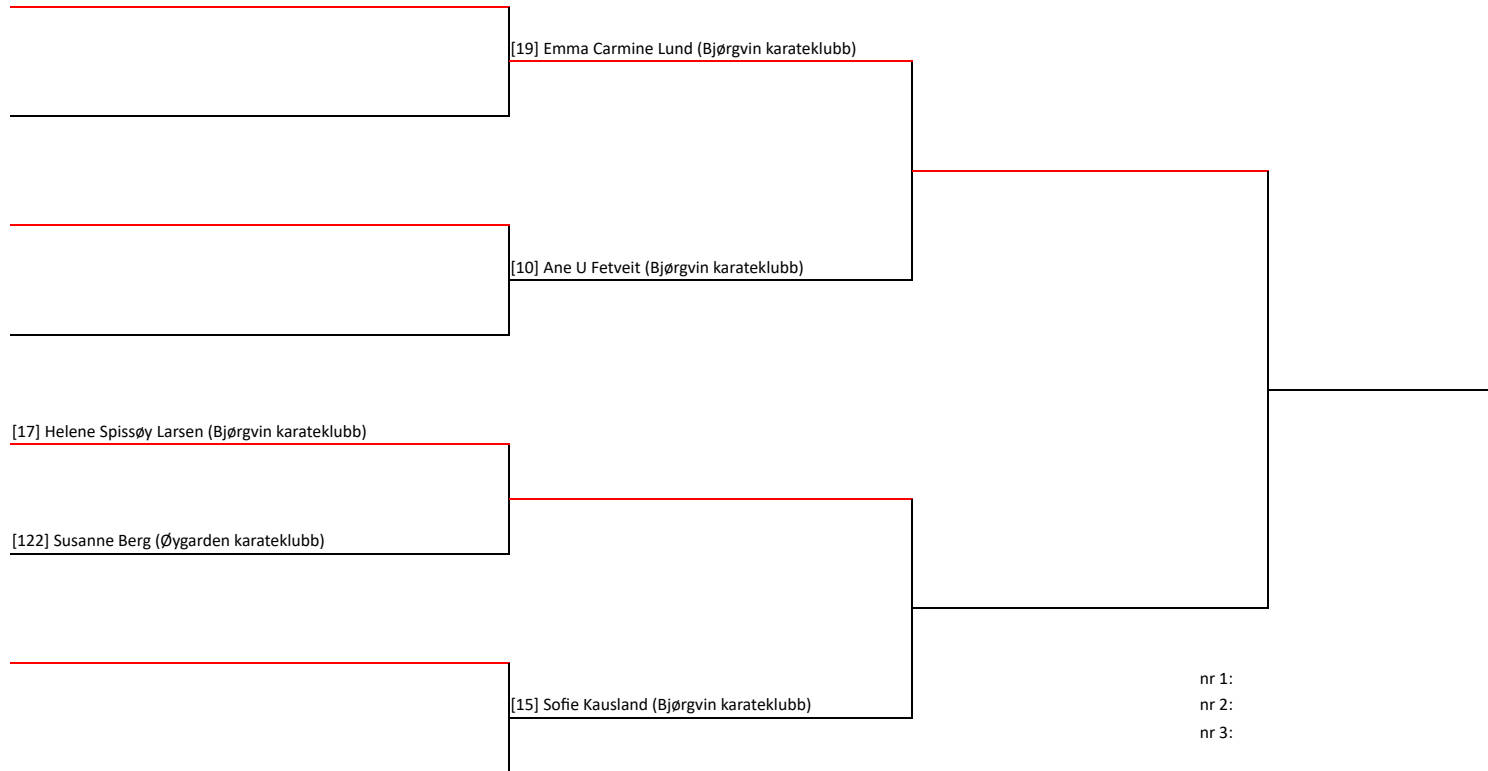 [19] Emma Carmine Lund (Bjørgvin karateklubb)
[10] Ane U Fetveit (Bjørgvin karateklubb)
[17] Helene Spissøy Larsen (Bjørgvin karateklubb)
[122] Susanne Berg (Øygarden karateklubb)
[15] Sofie Kausland (Bjørgvin karateklubb)
nr 1:
nr 2:
nr 3: